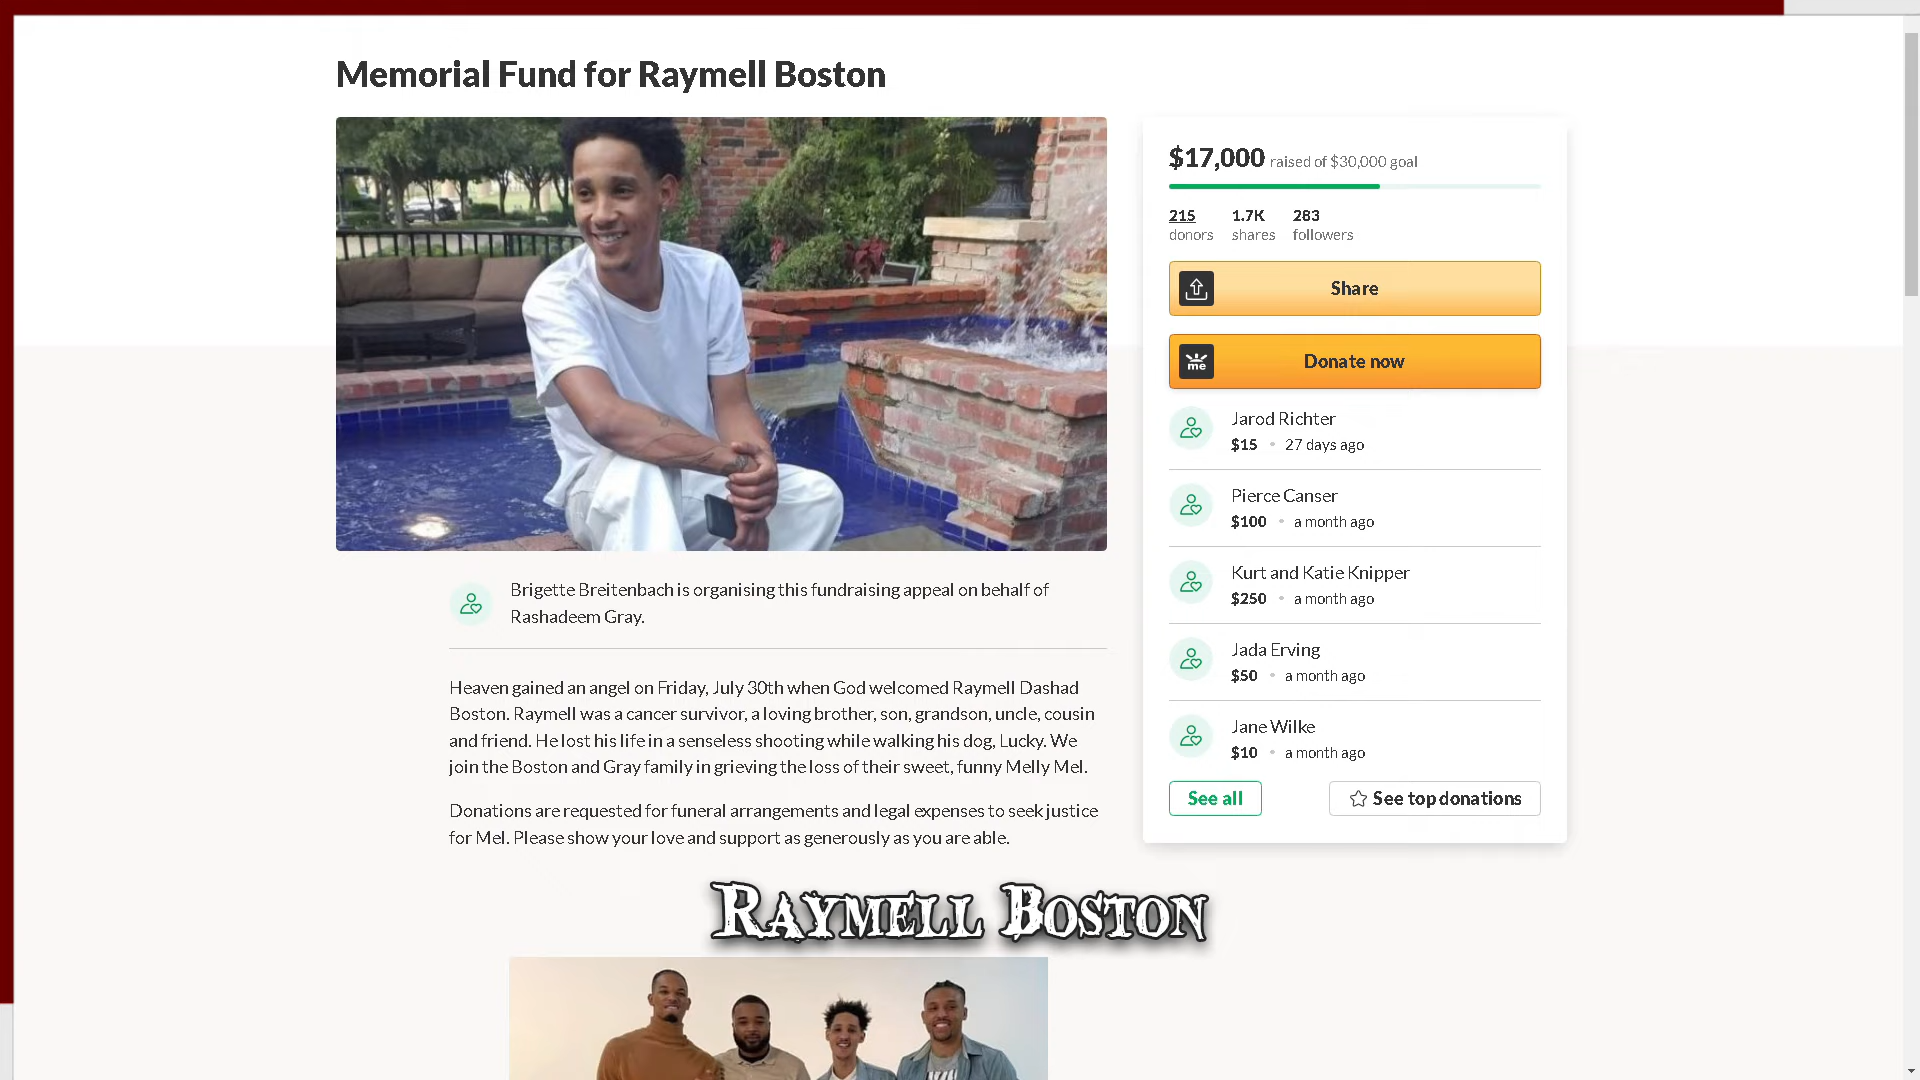 Memorial Fund for Raymell Boston
$17,000 raised of $30,000 goal
215 1.7K 283
donors shares followers
Share
me Donate now
Jarod Richter
$15 • 27 days ago
Pierce Canser
$100 • a month ago
Kurt and Katie Knipper
$250 • a month ago
Jada Erving
$50 • a month ago
Jane Wilke
$10 • a month ago
See all See top donations
Brigette Breitenbach is organising this fundraising appeal on behalf of
Rashadeem Gray.
Heaven gained an angel on Friday, July 30th when God welcomed Raymell Dashad
Boston. Raymell was a cancer survivor, a loving brother, son, grandson, uncle, cousin
and friend. He lost his life in a senseless shooting while walking his dog, Lucky. We
join the Boston and Gray family in grieving the loss of their sweet, funny Melly Mel.
Donations are requested for funeral arrangements and legal expenses to seek justice
for Mel. Please show your love and support as generously as you are able.
Raymell Boston